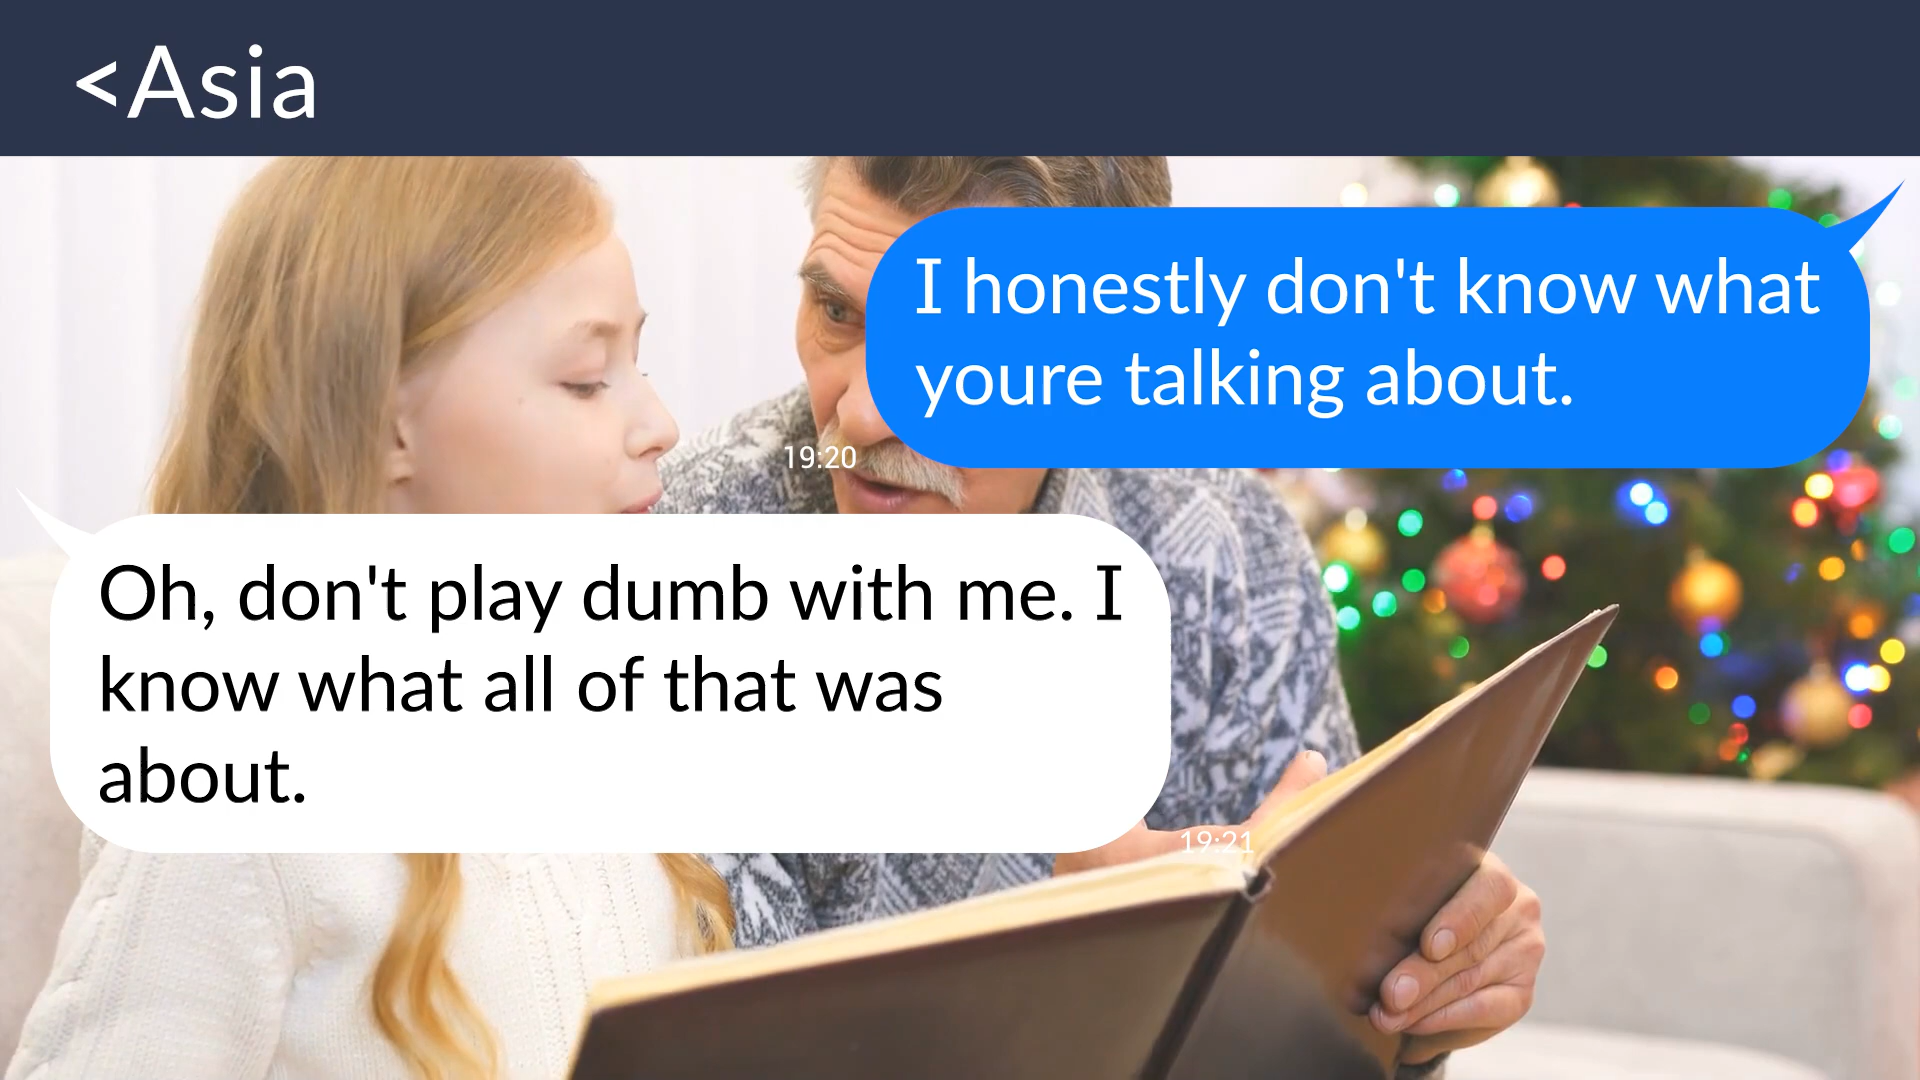 <Asia
I honestly don't know what
youre talking about.
19:20
Oh, don't play dumb with me. I
know what all of that was
about.
19:21